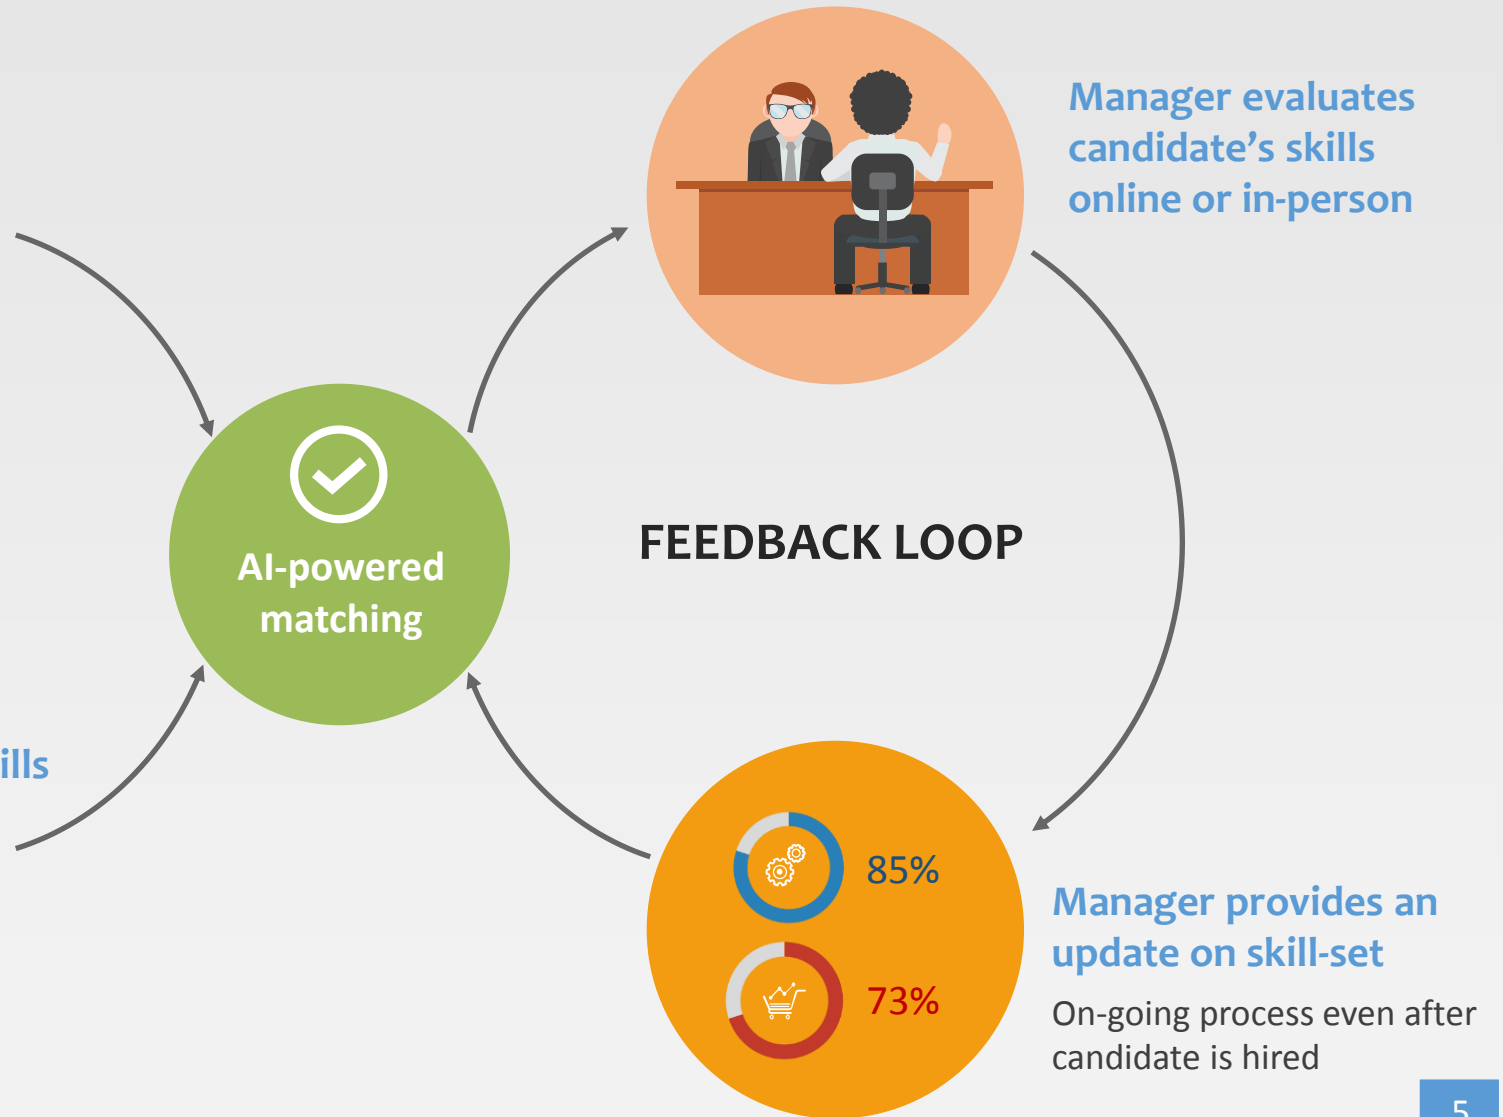 Manager evaluates
candidate’s skills
online or in-person
AI-powered
matching
FEEDBACK LOOP
ills
85%
73%
Manager provides an
update on skill-set
On-going process even after
candidate is hired
5